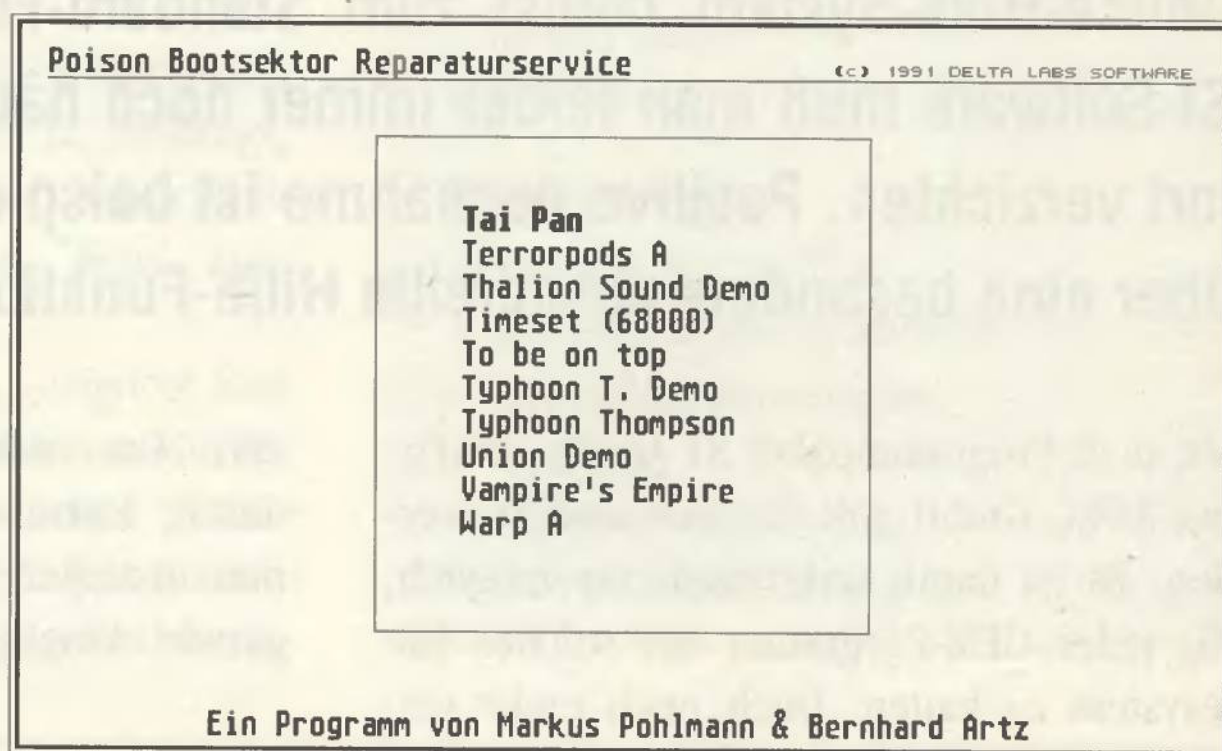 Poison Bootsektor Reparaturservice
(c) 1991 DELTA LABS SOFTWARE
Tai Pan
Terrorpods A
Thalion Sound Demo
Timeset (68000)
To be on top
Typhoon T. Demo
Typhoon Thompson
Union Demo
Vampire's Empire
Warp A
Ein Programm von Markus Pohlmann & Bernhard Artz